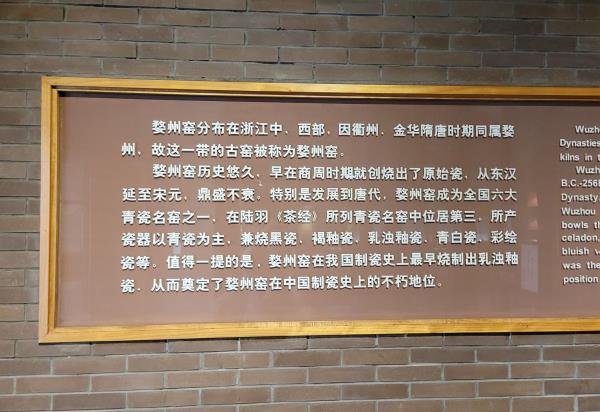 婺州窑分布在浙江中、西部，因衢州、金华隋唐时期同属婺
州，故这一带的古窑被称为婺州窑。
婺州窑历史悠久，早在商周时期就创烧出了原始瓷，从东汉
延至宋元，鼎盛不衰。特别是发展到唐代，婺州窑成为全国六大
青瓷名窑之一，在陆羽《茶经》所列青瓷名窑中位居第三。所产
瓷器以青瓷为主，兼烧黑瓷、褐釉瓷、乳浊釉瓷、青白瓷、彩绘
瓷等。值得一提的是，婺州窑在我国制瓷史上最早烧制出乳浊釉
瓷，从而奠定了婺州窑在中国制瓷史上的不朽地位。
Wuzho
Dynasties
kilns in t
Wuzh
B.C.-256
Dynasty.
Wuzhou
bowls th
celadon,
bluish
was the
position